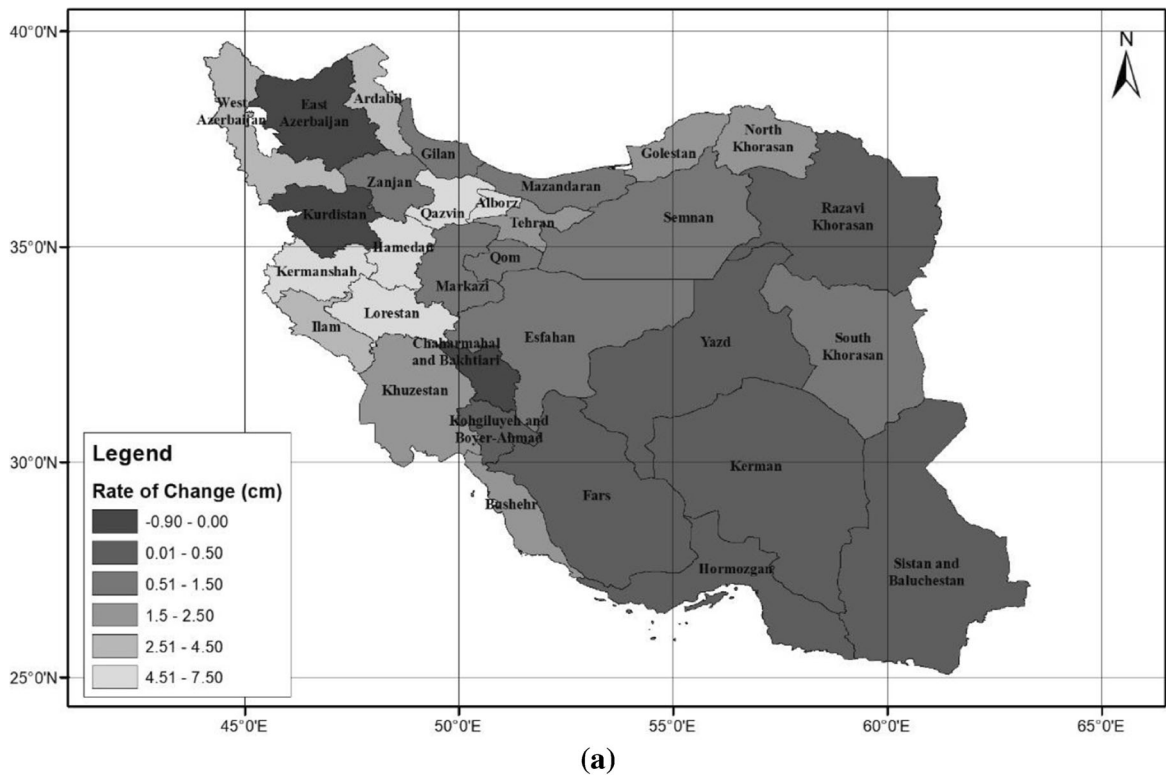 40°0'N
35°0'N
30°0'N
25°0'N
N
West
Azerbaijan
East
Azerbaijan
Ardabil
Gilan
Zanjan
Mazandaran
Golestan
North
Khorasan
Qazvin
Alborz
Tehran
Semnan
Razavi
Khorasan
Kurdistan
Hamedan
Qom
Kermanshah
Markazi
Lorestan
Ilam
Esfahan
Yazd
South
Khorasan
Chaharmahal
and Bakhtiari
Khuzestan
Kohgiluyeh and
Boyer-Ahmad
Kerman
Fars
Bushehr
Hormozgan
Sistan and
Baluchestan
Legend
Rate of Change (cm)
-0.90 - 0.00
0.01 - 0.50
0.51 - 1.50
1.5 - 2.50
2.51 - 4.50
4.51 - 7.50
45°0'E
50°0'E
55°0'E
60°0'E
65°0'E
(a)